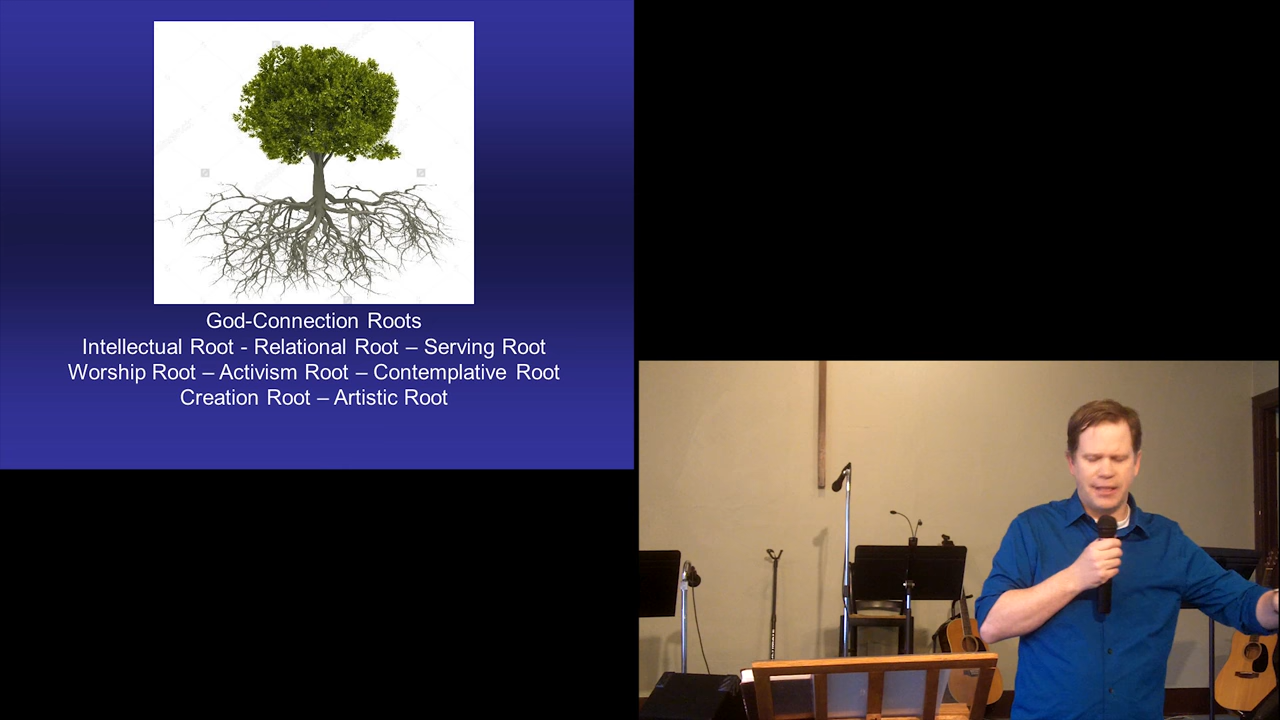 God-Connection Roots
Intellectual Root - Relational Root – Serving Root
Worship Root – Activism Root – Contemplative Root
Creation Root – Artistic Root